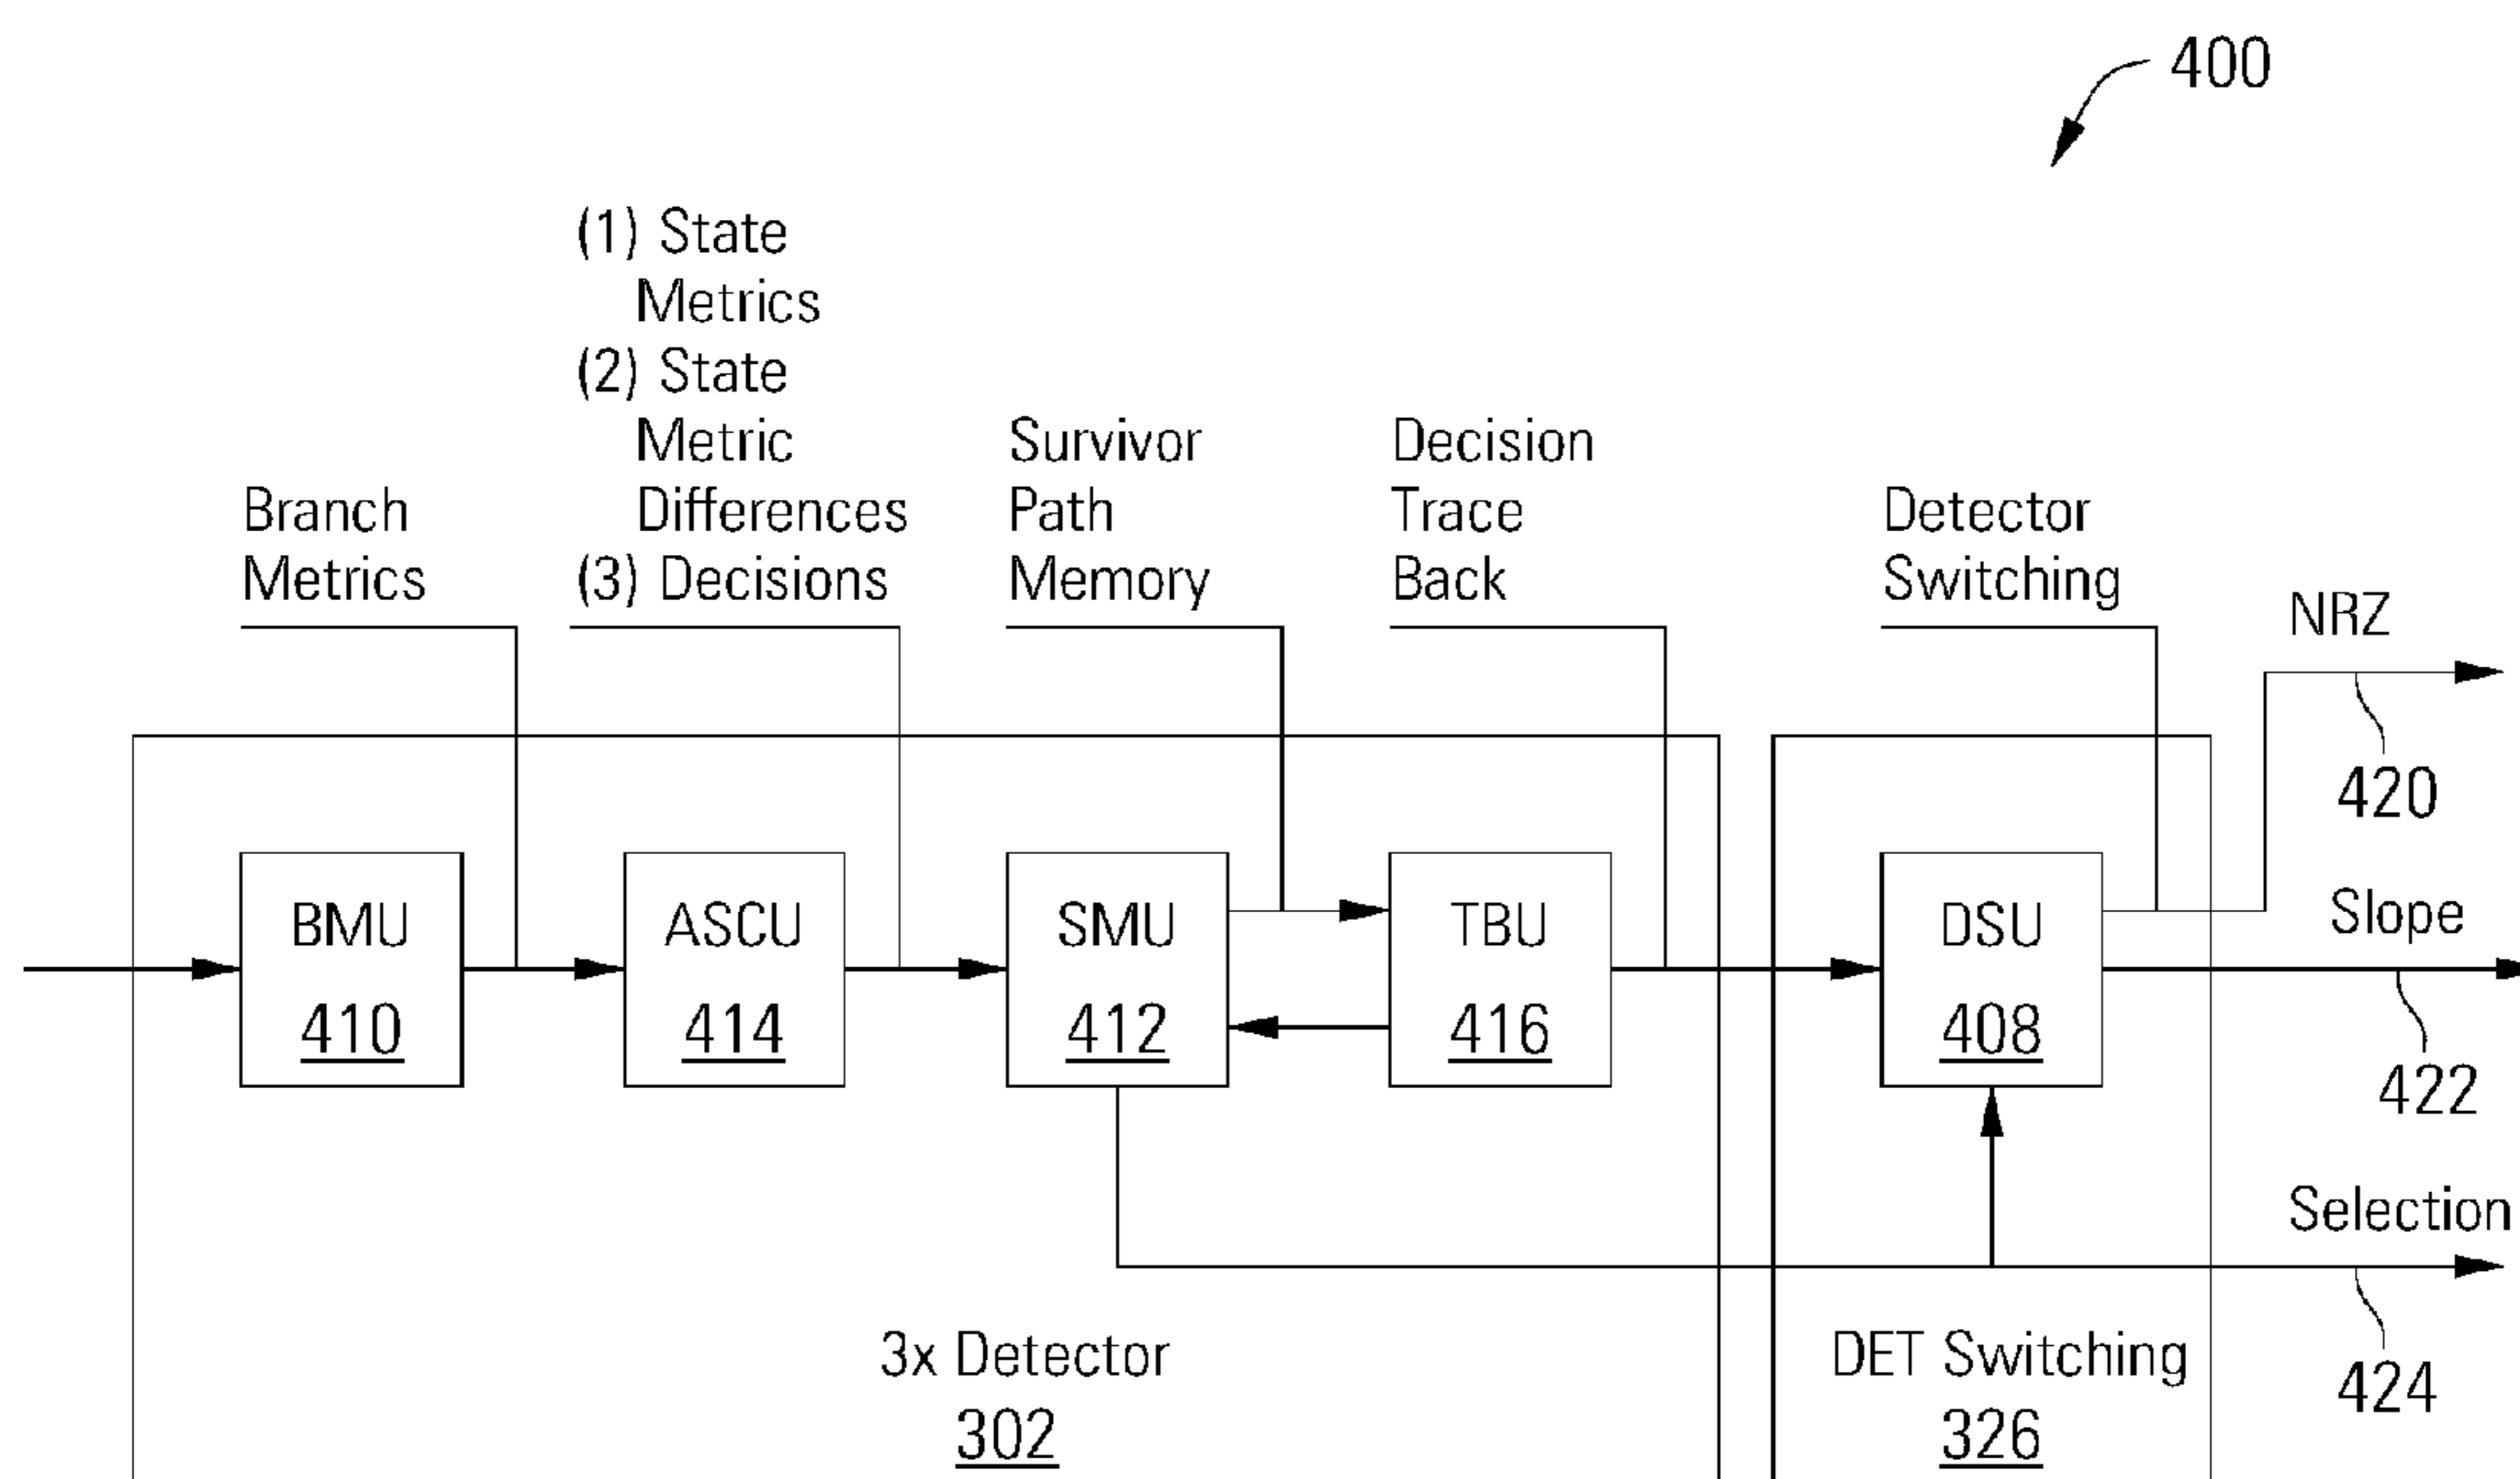 400
(1) State
Metrics
(2) State
Metric
Differences
(3) Decisions
Branch
Metrics
Survivor
Path
Memory
Decision
Trace
Back
Detector
Switching
NRZ
420
BMU
410
ASCU
414
SMU
412
TBU
416
DSU
408
Slope
422
Selection
424
3x Detector
302
DET Switching
326